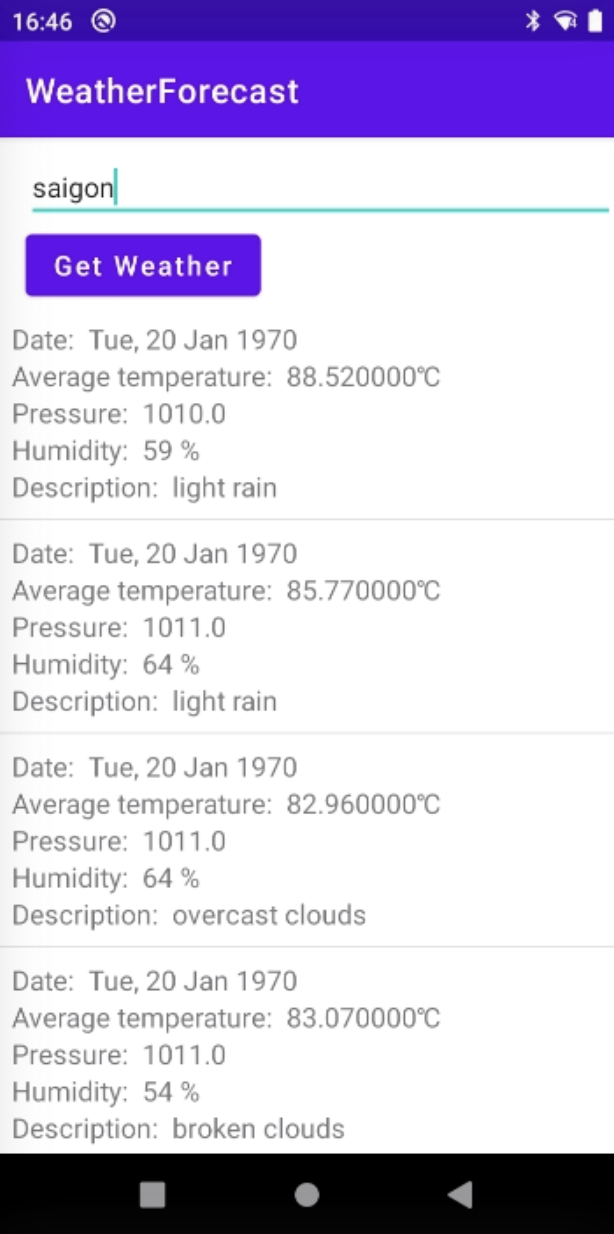 16:46
WeatherForecast
saigon
Get Weather
Date: Tue, 20 Jan 1970
Average temperature: 88.520000℃
Pressure: 1010.0
Humidity: 59 %
Description: light rain
Date: Tue, 20 Jan 1970
Average temperature: 85.770000℃
Pressure: 1011.0
Humidity: 64 %
Description: light rain
Date: Tue, 20 Jan 1970
Average temperature: 82.960000℃
Pressure: 1011.0
Humidity: 64 %
Description: overcast clouds
Date: Tue, 20 Jan 1970
Average temperature: 83.070000℃
Pressure: 1011.0
Humidity: 54 %
Description: broken clouds